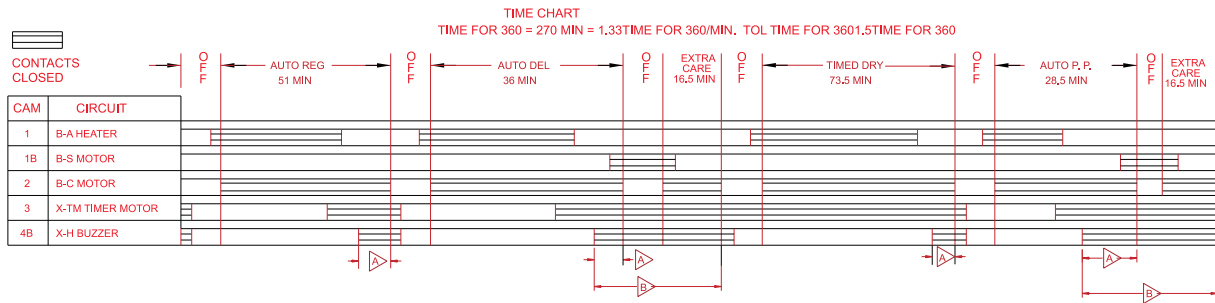 TIME CHART
TIME FOR 360 = 270 MIN = 1.33TIME FOR 360/MIN. TOL TIME FOR 3601.5TIME FOR 360
CONTACTS
CLOSED
OFF
AUTO REG
51 MIN
OFF
AUTO DEL
36 MIN
OFF
EXTRA
CARE
16.5 MIN
OFF
TIMED DRY
73.5 MIN
OFF
AUTO P. P.
28.5 MIN
OFF
EXTRA
CARE
16.5 MIN
CAM CIRCUIT
1 B-A HEATER
1B B-S MOTOR
2 B-C MOTOR
3 X-TM TIMER MOTOR
4B X-H BUZZER
A A A A
B B